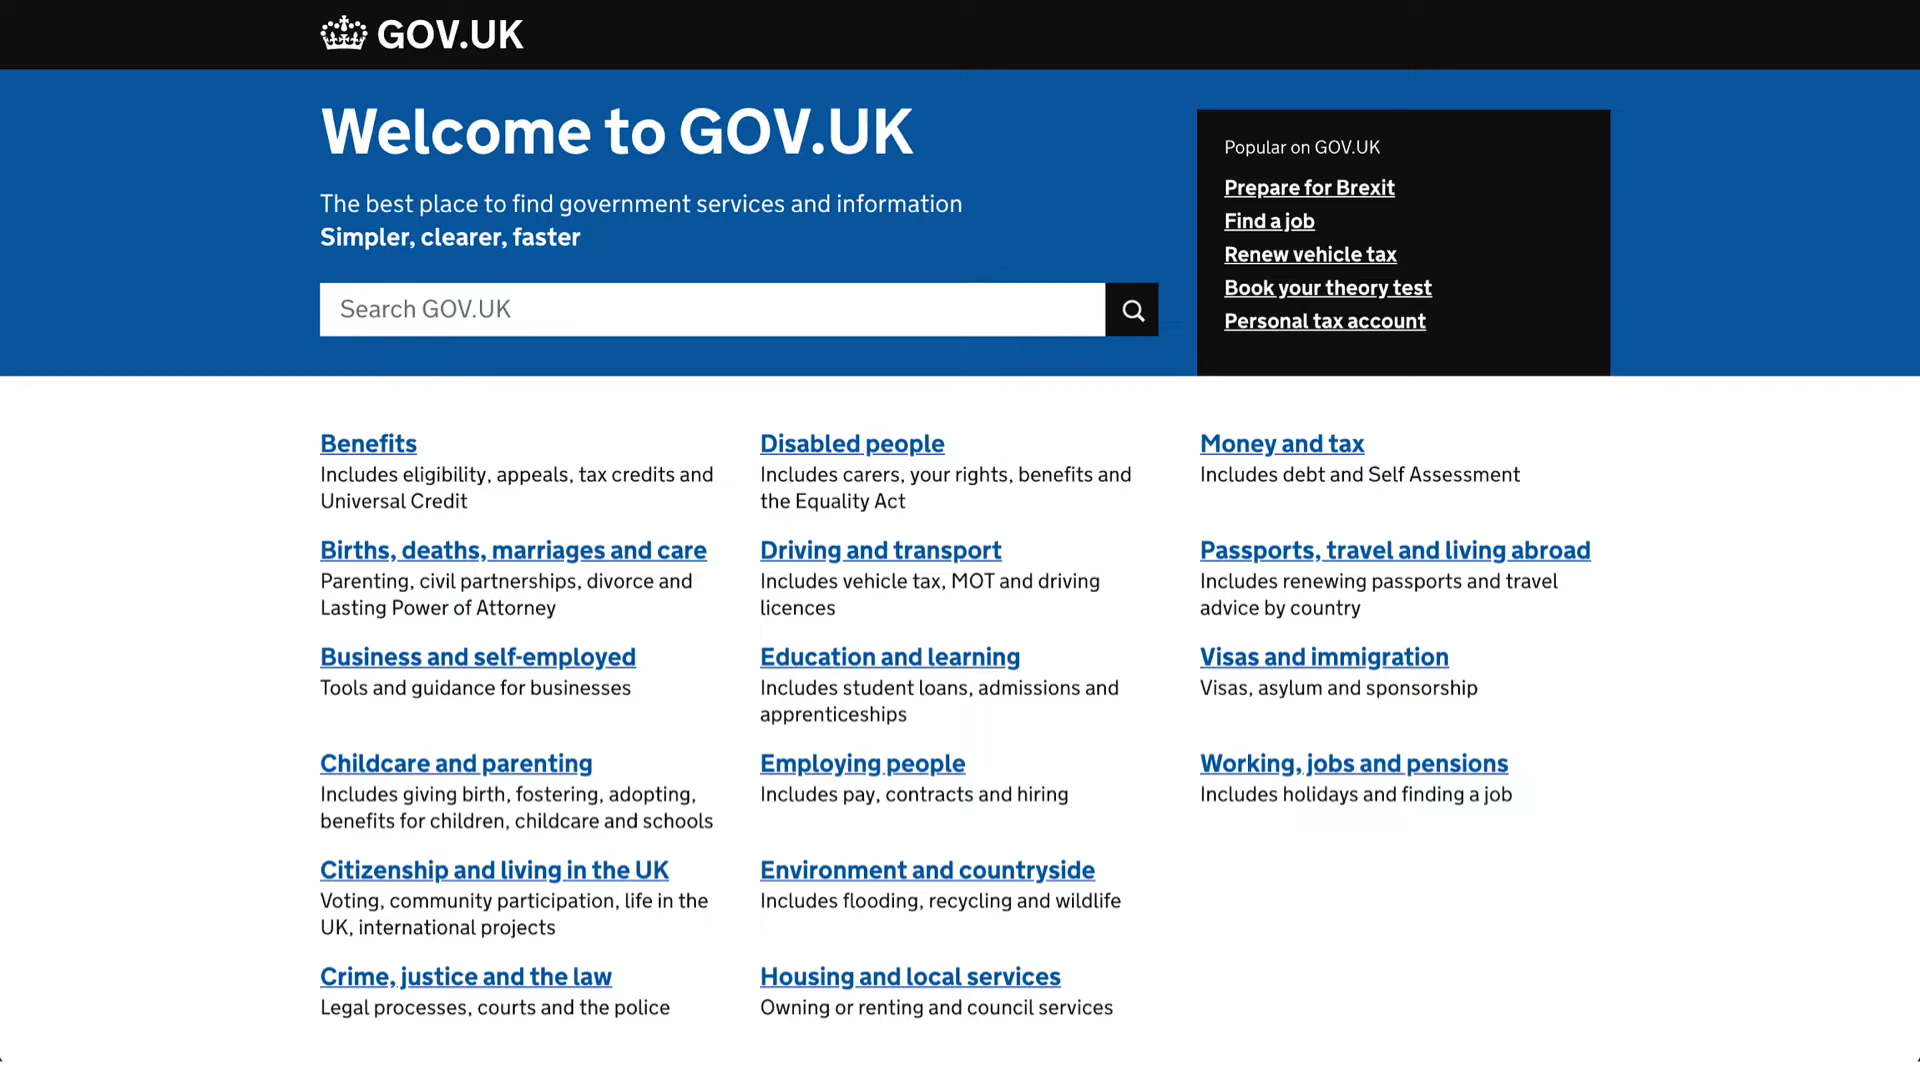 GOV.UK
Welcome to GOV.UK
The best place to find government services and information
Simpler, clearer, faster
Search GOV.UK
Popular on GOV.UK
Prepare for Brexit
Find a job
Renew vehicle tax
Book your theory test
Personal tax account
Benefits
Includes eligibility, appeals, tax credits and
Universal Credit
Births, deaths, marriages and care
Parenting, civil partnerships, divorce and
Lasting Power of Attorney
Business and self-employed
Tools and guidance for businesses
Childcare and parenting
Includes giving birth, fostering, adopting,
benefits for children, childcare and schools
Citizenship and living in the UK
Voting, community participation, life in the
UK, international projects
Crime, justice and the law
Legal processes, courts and the police
Disabled people
Includes carers, your rights, benefits and
the Equality Act
Driving and transport
Includes vehicle tax, MOT and driving
licences
Education and learning
Includes student loans, admissions and
apprenticeships
Employing people
Includes pay, contracts and hiring
Environment and countryside
Includes flooding, recycling and wildlife
Housing and local services
Owning or renting and council services
Money and tax
Includes debt and Self Assessment
Passports, travel and living abroad
Includes renewing passports and travel
advice by country
Visas and immigration
Visas, asylum and sponsorship
Working, jobs and pensions
Includes holidays and finding a job